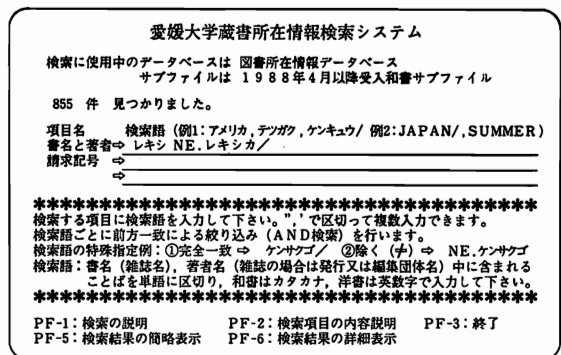 愛媛大学蔵書所在情報検索システム
検索に使用中のデータベースは 図書所在情報データベース
サブファイルは 1988年4月以降受入和書サブファイル
855 件 見つかりました。
項目名 検索語 (例1:アメリカ,テツガク,ケンキュウ/ 例2:JAPAN/,SUMMER)
書名と著者⇨ レキシ NE.レキシカ/
請求記号 ⇨
⇨
**************************************************
検索する項目に検索語を入力して下さい。","で区切って複数入力できます。
検索語ごとに前方一致による絞り込み (AND検索) を行います。
検索語の特殊指定例:①完全一致 ⇨ ケンサクゴ/ ②除く (≠) ⇨ NE.ケンサクゴ
検索語:書名 (雑誌名),著者名 (雑誌の場合は発行又は編集団体名) 中に含まれる
ことばを単語に区切り,和書はカタカナ,洋書は英数字で入力して下さい。
**************************************************
PF-1:検索の説明 PF-2:検索項目の内容説明 PF-3:終了
PF-5:検索結果の簡略表示 PF-6:検索結果の詳細表示